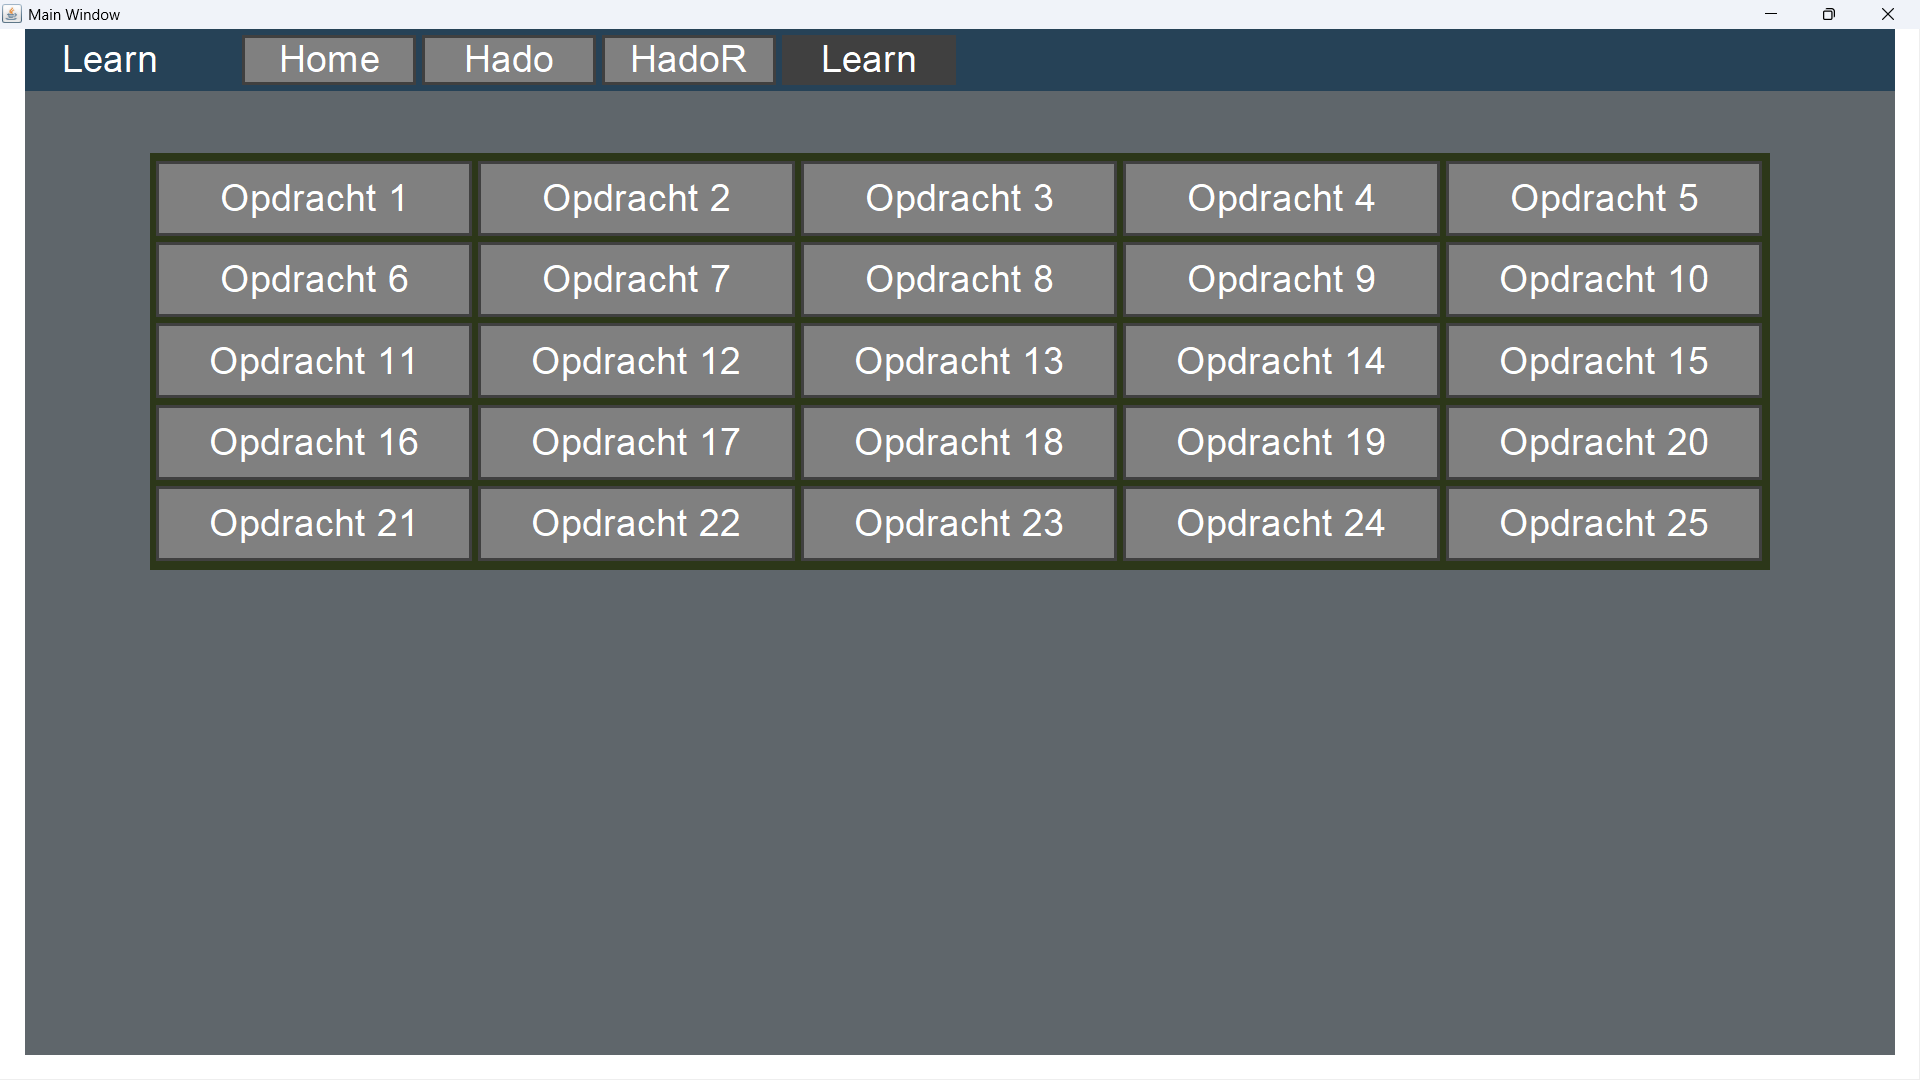 Main Window
Learn Home Hado HadoR Learn
Opdracht 1 Opdracht 2 Opdracht 3 Opdracht 4 Opdracht 5
Opdracht 6 Opdracht 7 Opdracht 8 Opdracht 9 Opdracht 10
Opdracht 11 Opdracht 12 Opdracht 13 Opdracht 14 Opdracht 15
Opdracht 16 Opdracht 17 Opdracht 18 Opdracht 19 Opdracht 20
Opdracht 21 Opdracht 22 Opdracht 23 Opdracht 24 Opdracht 25